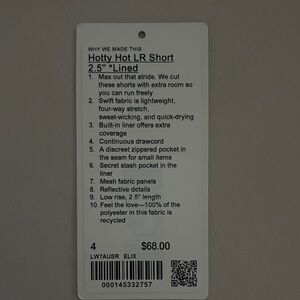 WHY WE MADE THIS
Hotty Hot LR Short
2.5" *Lined
1. Max out that stride. We cut
these shorts with extra room so
you can run freely
2. Swift fabric is lightweight,
four-way stretch,
sweat-wicking, and quick-drying
3. Built-in liner offers extra
coverage
4. Continuous drawcord
5. A discreet zippered pocket in
the seam for small items
6. Secret stash pocket in the
liner
7. Mesh fabric panels
8. Reflective details
9. Low rise, 2.5" length
10. Feel the love—100% of the
polyester in this fabric is
recycled
4 $68.00
LW7AUSR ELIX
000145332757